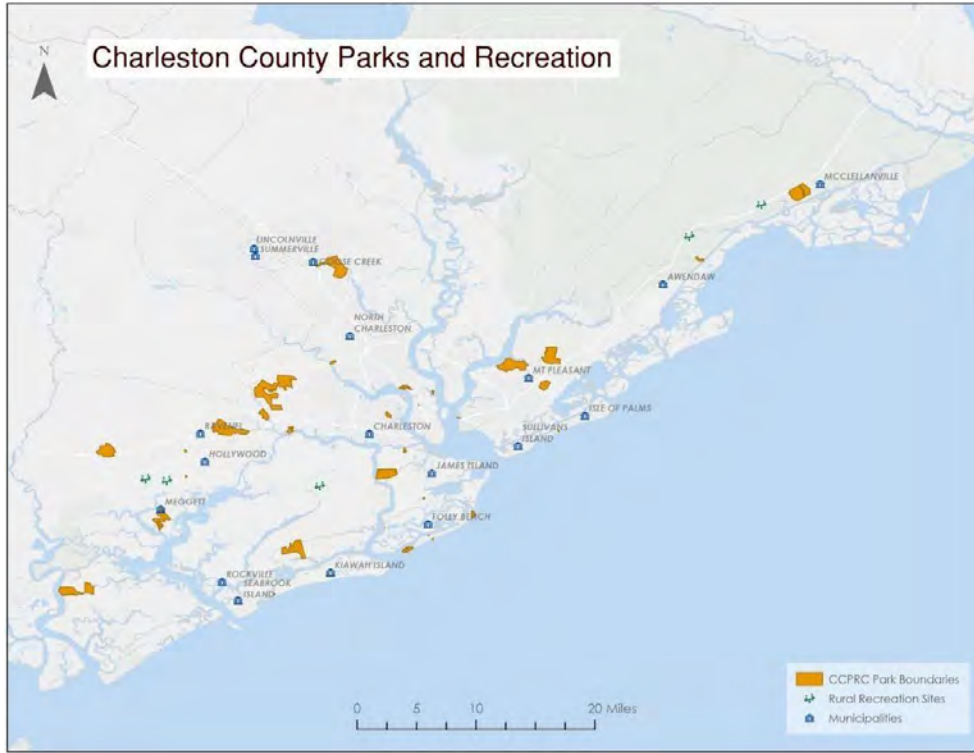 Charleston County Parks and Recreation
N
MCCLELLANVILLE
LINCOLNVILLE
SUMMERVILLE
GOOSE CREEK
AWENDAW
NORTH
CHARLESTON
MT PLEASANT
ISLE OF PALMS
RAVENEL
CHARLESTON
SULLIVANS
ISLAND
HOLLYWOOD
JAMES ISLAND
MEGGETT
FOLLY BEACH
KIAWAH ISLAND
ROCKVILLE
SEABROOK
ISLAND
CCPRC Park Boundaries
Rural Recreation Sites
Municipalities
0 5 10 20 Miles